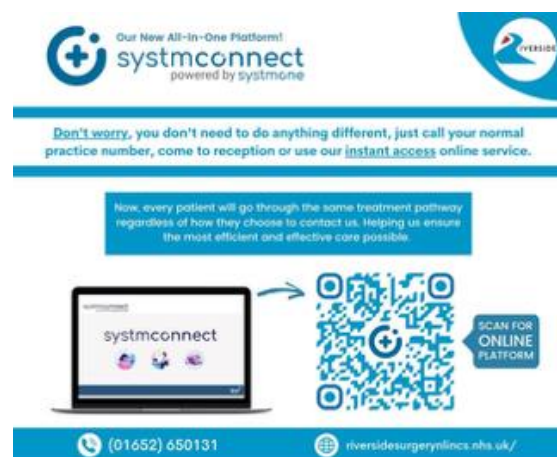 Our New All-In-One Platform!
systmconnect
powered by systmone
RIVERSIDE
Don't worry, you don't need to do anything different, just call your normal
practice number, come to reception or use our instant access online service.
Now, every patient will go through the same treatment pathway
regardless of how they choose to contact us. Helping us ensure
the most efficient and effective care possible.
systmconnect
systmconnect
SCAN FOR
ONLINE
PLATFORM
(01652) 650131
riversidesurgerynlincs.nhs.uk/